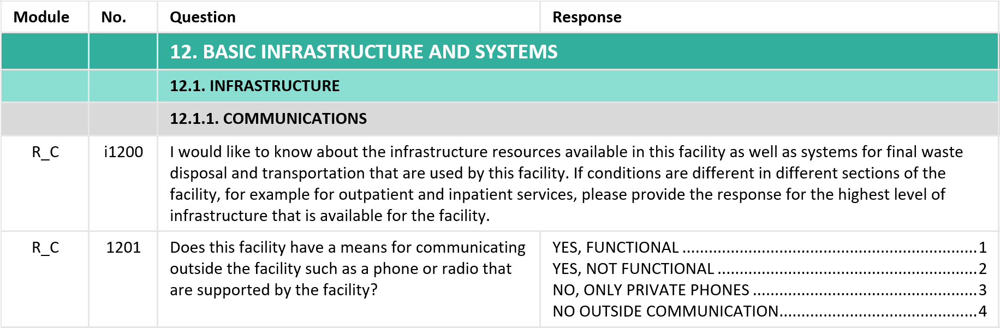 Module No. Question Response
12. BASIC INFRASTRUCTURE AND SYSTEMS
12.1. INFRASTRUCTURE
12.1.1. COMMUNICATIONS
R_C i1200 I would like to know about the infrastructure resources available in this facility as well as systems for final waste
disposal and transportation that are used by this facility. If conditions are different in different sections of the
facility, for example for outpatient and inpatient services, please provide the response for the highest level of
infrastructure that is available for the facility.
R_C 1201 Does this facility have a means for communicating
outside the facility such as a phone or radio that
are supported by the facility?
YES, FUNCTIONAL ................................................................. 1
YES, NOT FUNCTIONAL ......................................................... 2
NO, ONLY PRIVATE PHONES ................................................. 3
NO OUTSIDE COMMUNICATION............................................ 4